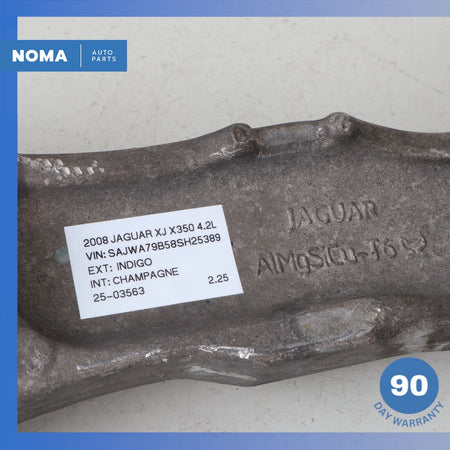 NOMA
AUTO
PARTS
2008 JAGUAR XJ X350 4.2L
VIN: SAJWA79B58SH25389
EXT: INDIGO
INT: CHAMPAGNE
25-03563
2.25
JAGUAR
AlMgSiCu-T6
90
DAY WARRANTY